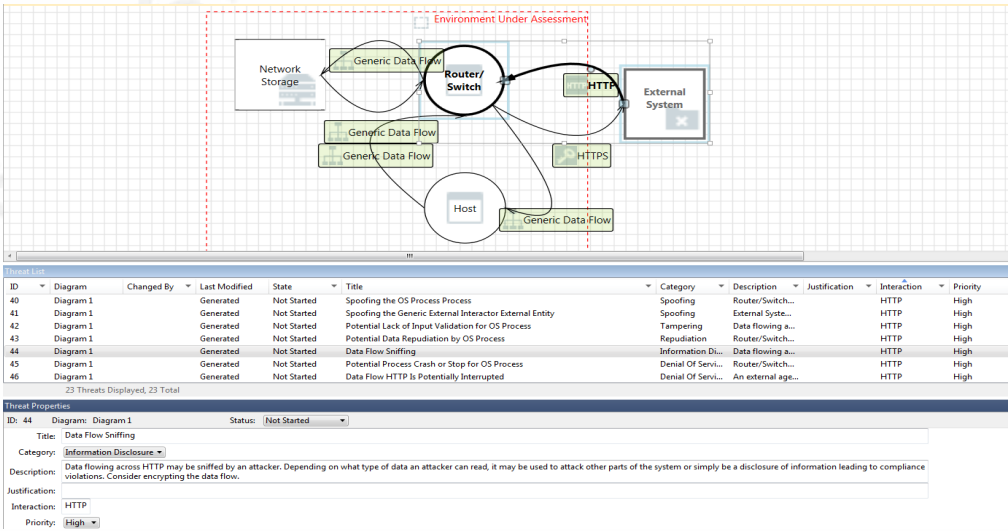 Environment Under Assessment
Network
Storage
Generic Data Flow
Router/
Switch
HTTP
External
System
Generic Data Flow
Generic Data Flow
HTTPS
Host
Generic Data Flow
Threat List
ID Diagram Changed By Last Modified State Title Category Description Justification Interaction Priority
40 Diagram 1 Generated Not Started Spoofing the OS Process Process Spoofing Router/Switch... HTTP High
41 Diagram 1 Generated Not Started Spoofing the Generic External Interactor External Entity Spoofing External Syste... HTTP High
42 Diagram 1 Generated Not Started Potential Lack of Input Validation for OS Process Tampering Data flowing a... HTTP High
43 Diagram 1 Generated Not Started Potential Data Repudiation by OS Process Repudiation Router/Switch... HTTP High
44 Diagram 1 Generated Not Started Data Flow Sniffing Information Di... Data flowing a... HTTP High
45 Diagram 1 Generated Not Started Potential Process Crash or Stop for OS Process Denial Of Servi... Router/Switch... HTTP High
46 Diagram 1 Generated Not Started Data Flow HTTP Is Potentially Interrupted Denial Of Servi... An external age... HTTP High
23 Threats Displayed, 23 Total
Threat Properties
ID: 44 Diagram: Diagram 1 Status: Not Started
Title: Data Flow Sniffing
Category: Information Disclosure
Description: Data flowing across HTTP may be sniffed by an attacker. Depending on what type of data an attacker can read, it may be used to attack other parts of the system or simply be a disclosure of information leading to compliance
violations. Consider encrypting the data flow.
Justification:
Interaction: HTTP
Priority: High